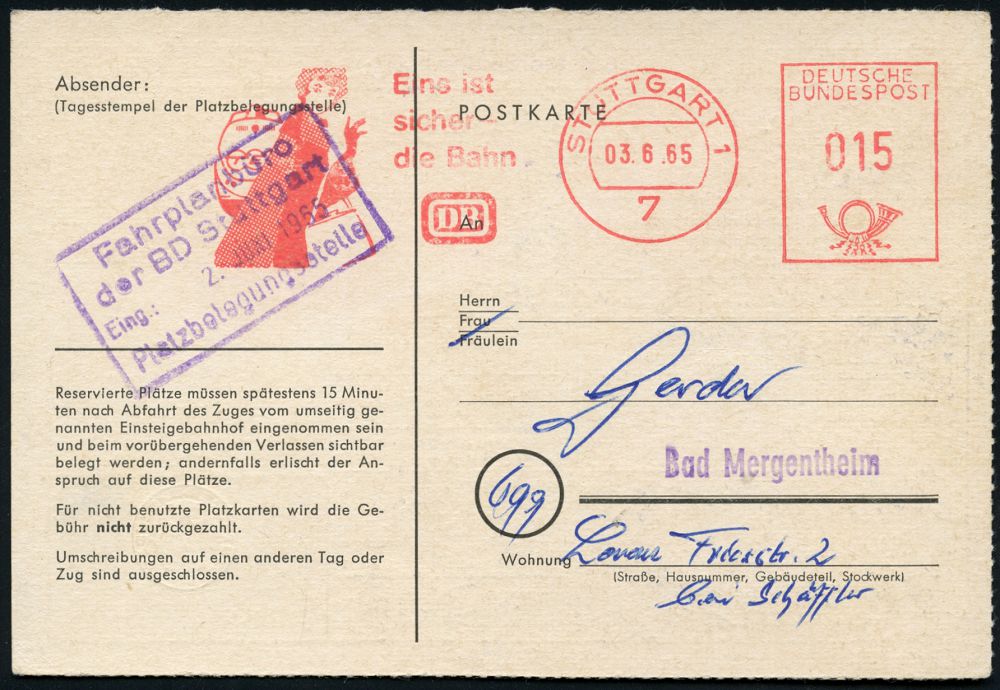 Absender:
(Tagesstempel der Platzbelegungsstelle)
Fahrplanbüro
der BD Stuttgart
Eing.: 2. JUNI 1965
Platzbelegungsstelle
Reservierte Plätze müssen spätestens 15 Minu-
ten nach Abfahrt des Zuges vom umseitig ge-
nannten Einsteigebahnhof eingenommen sein
und beim vorübergehenden Verlassen sichtbar
belegt werden; andernfalls erlischt der An-
spruch auf diese Plätze.
Für nicht benutzte Platzkarten wird die Ge-
bühr nicht zurückgezahlt.
Umschreibungen auf einen anderen Tag oder
Zug sind ausgeschlossen.
Eins ist
sicher –
die Bahn
DB
POSTKARTE
STUTTGART 1
03.6.65
7
DEUTSCHE
BUNDESPOST
015
An
Herrn
Frau
Fräulein
699
Bad Mergentheim
Wohnung
(Straße, Hausnummer, Gebäudeteil, Stockwerk)
bei Schäffler